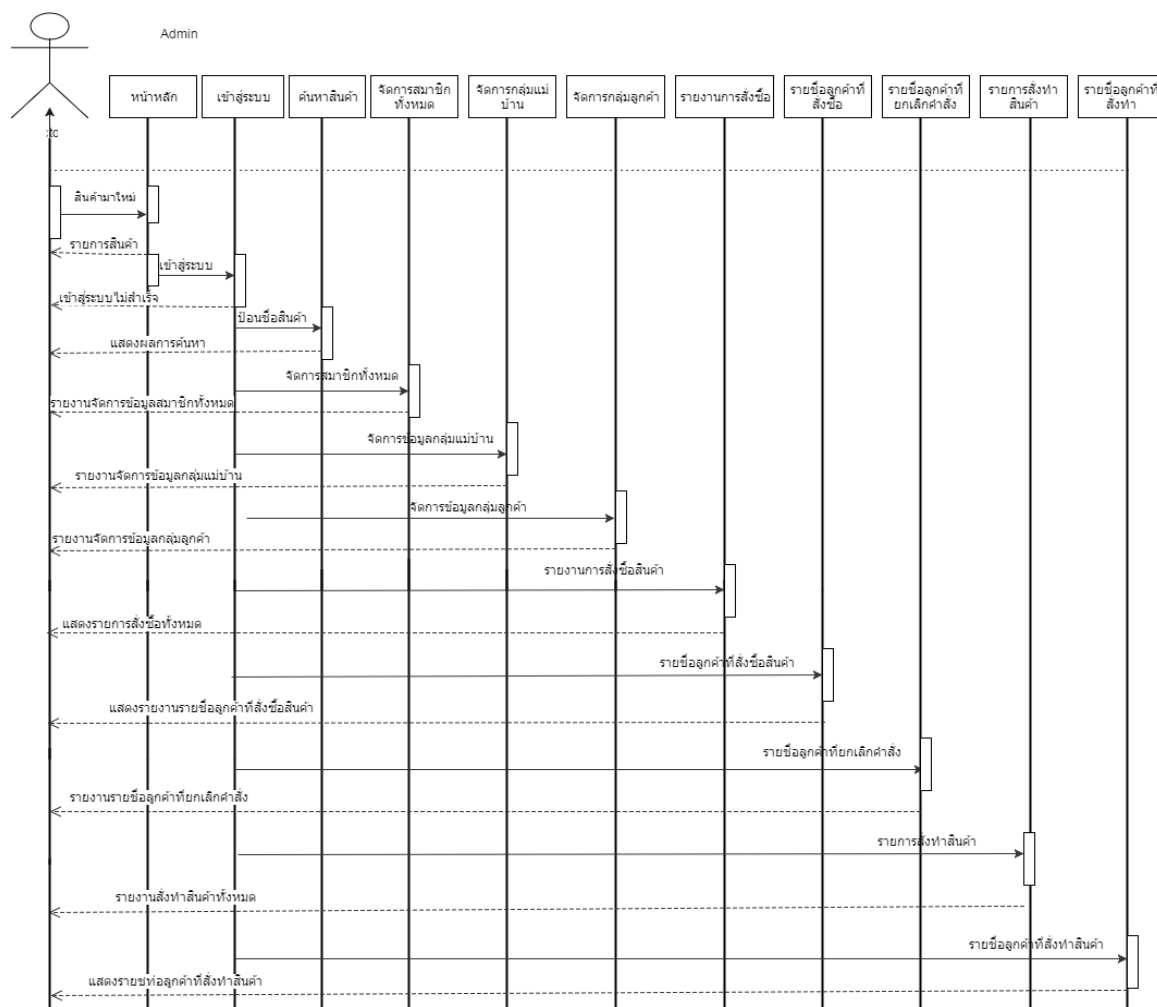 Admin
หน้าหลัก
เข้าสู่ระบบ
ค้นหาสินค้า
จัดการสมาชิก
ทั้งหมด
จัดการกลุ่มแม่
บ้าน
จัดการกลุ่มลูกค้า
รายงานการสั่งซื้อ
รายชื่อลูกค้าที่
สั่งซื้อ
รายชื่อลูกค้าที่
ยกเลิกคำสั่ง
รายการสั่งทำ
สินค้า
รายชื่อลูกค้าที่
สั่งทำ
สินค้ามาใหม่
รายการสินค้า
เข้าสู่ระบบ
เข้าสู่ระบบไม่สำเร็จ
ป้อนชื่อสินค้า
แสดงผลการค้นหา
จัดการสมาชิกทั้งหมด
รายงานจัดการข้อมูลสมาชิกทั้งหมด
จัดการข้อมูลกลุ่มแม่บ้าน
รายงานจัดการข้อมูลกลุ่มแม่บ้าน
จัดการข้อมูลกลุ่มลูกค้า
รายงานจัดการข้อมูลกลุ่มลูกค้า
รายงานการสั่งซื้อสินค้า
แสดงรายการสั่งซื้อทั้งหมด
รายชื่อลูกค้าที่สั่งซื้อสินค้า
แสดงรายงานรายชื่อลูกค้าที่สั่งซื้อสินค้า
รายชื่อลูกค้าที่ยกเลิกคำสั่ง
รายงานรายชื่อลูกค้าที่ยกเลิกคำสั่ง
รายการสั่งทำสินค้า
รายงานสั่งทำสินค้าทั้งหมด
รายชื่อลูกค้าที่สั่งทำสินค้า
แสดงรายชท่อลูกค้าที่สั่งทำสินค้า